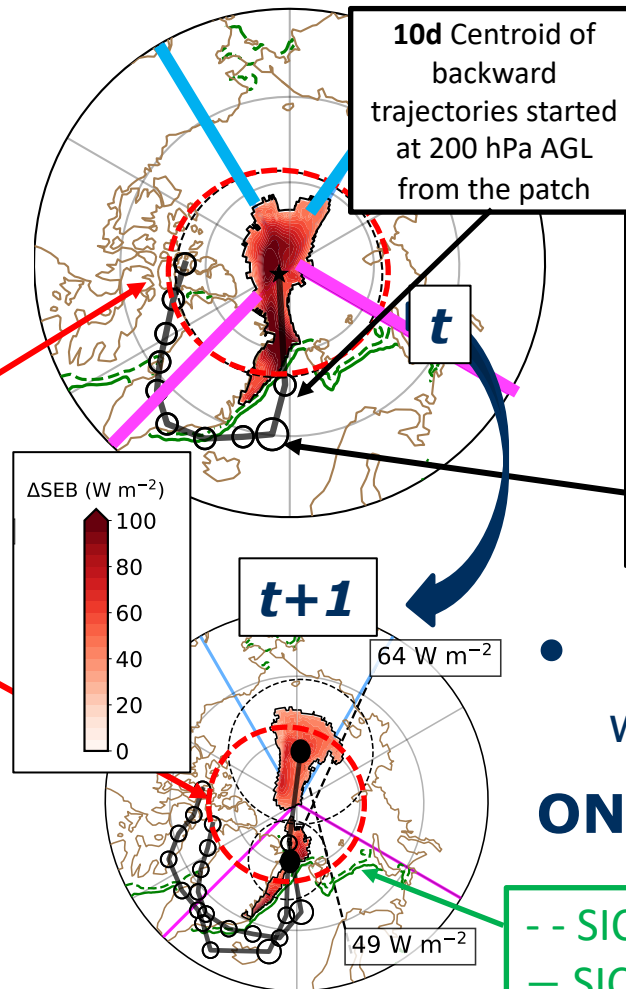 10d Centroid of
backward
trajectories started
at 200 hPa AGL
from the patch
t
ΔSEB (W m⁻²)
100
80
60
40
20
0
t+1
64 W m⁻²
•
w
ON
49 W m⁻²
-- SIC
— SIC